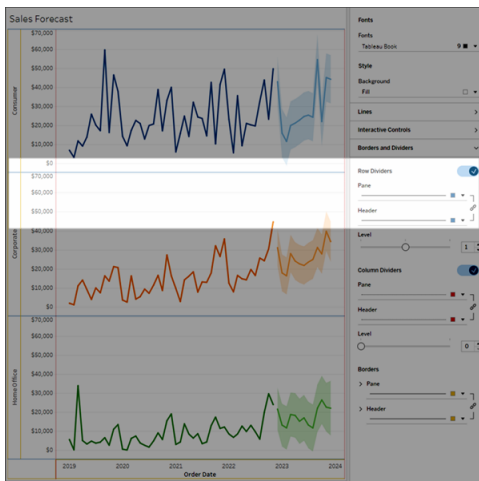 Sales Forecast
Consumer
$70,000
$60,000
$50,000
$40,000
$30,000
$20,000
$10,000
$0
Corporate
$70,000
$60,000
$50,000
$40,000
$30,000
$20,000
$10,000
$0
Home Office
$70,000
$60,000
$50,000
$40,000
$30,000
$20,000
$10,000
$0
2019 2020 2021 2022 2023 2024
Order Date
Fonts
Fonts
Tableau Book 9
Style
Background
Fill
Lines
Interactive Controls
Borders and Dividers
Row Dividers
Pane
Header
Level
1
Column Dividers
Pane
Header
Level
0
Borders
Pane
Header